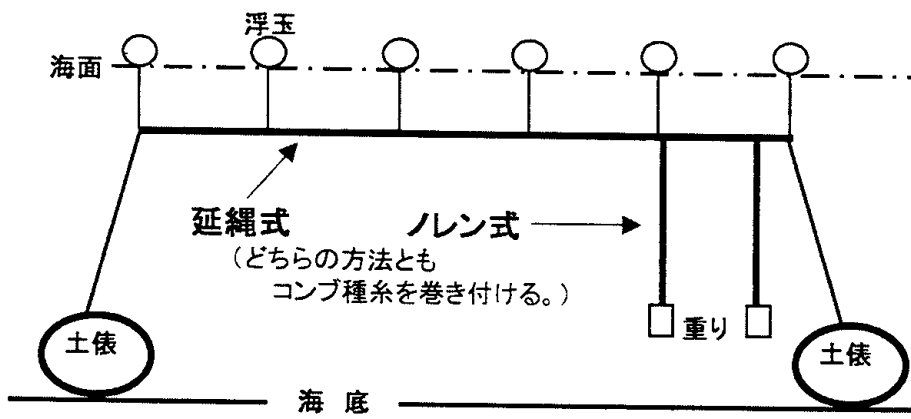 浮玉
海面
延縄式
ノレン式
(どちらの方法とも
コンブ種糸を巻き付ける。)
重り
土俵
土俵
海底